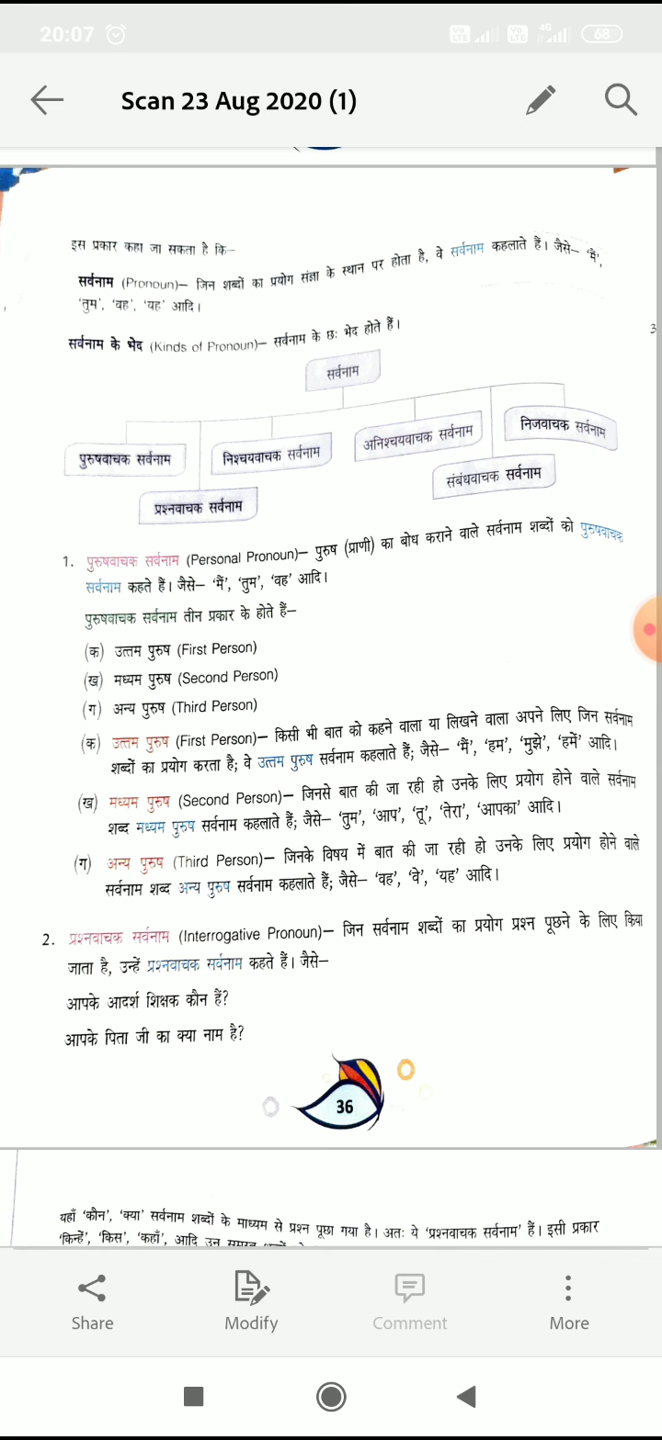 20:07
4G
68
Scan 23 Aug 2020 (1)
इस प्रकार कहा जा सकता है कि–
सर्वनाम (Pronoun)– जिन शब्दों का प्रयोग संज्ञा के स्थान पर होता है, वे सर्वनाम कहलाते हैं। जैसे– 'मैं',
'तुम', 'वह', 'यह' आदि।
सर्वनाम के भेद (Kinds of Pronoun)– सर्वनाम के छः भेद होते हैं।
3
सर्वनाम
पुरुषवाचक सर्वनाम
निश्चयवाचक सर्वनाम
अनिश्चयवाचक सर्वनाम
निजवाचक सर्वनाम
प्रश्नवाचक सर्वनाम
संबंधवाचक सर्वनाम
1. पुरुषवाचक सर्वनाम (Personal Pronoun)– पुरुष (प्राणी) का बोध कराने वाले सर्वनाम शब्दों को पुरुषवाचक
सर्वनाम कहते हैं। जैसे– 'मैं', 'तुम', 'वह' आदि।
पुरुषवाचक सर्वनाम तीन प्रकार के होते हैं–
(क) उत्तम पुरुष (First Person)
(ख) मध्यम पुरुष (Second Person)
(ग) अन्य पुरुष (Third Person)
(क) उत्तम पुरुष (First Person)– किसी भी बात को कहने वाला या लिखने वाला अपने लिए जिन सर्वनाम
शब्दों का प्रयोग करता है; वे उत्तम पुरुष सर्वनाम कहलाते हैं; जैसे– 'मैं', 'हम', 'मुझे', 'हमें' आदि।
(ख) मध्यम पुरुष (Second Person)– जिनसे बात की जा रही हो उनके लिए प्रयोग होने वाले सर्वनाम
शब्द मध्यम पुरुष सर्वनाम कहलाते हैं; जैसे– 'तुम', 'आप', 'तू', 'तेरा', 'आपका' आदि।
(ग) अन्य पुरुष (Third Person)– जिनके विषय में बात की जा रही हो उनके लिए प्रयोग होने वाले
सर्वनाम शब्द अन्य पुरुष सर्वनाम कहलाते हैं; जैसे– 'वह', 'वे', 'यह' आदि।
2. प्रश्नवाचक सर्वनाम (Interrogative Pronoun)– जिन सर्वनाम शब्दों का प्रयोग प्रश्न पूछने के लिए किया
जाता है, उन्हें प्रश्नवाचक सर्वनाम कहते हैं। जैसे–
आपके आदर्श शिक्षक कौन हैं?
आपके पिता जी का क्या नाम है?
36
यहाँ 'कौन', 'क्या' सर्वनाम शब्दों के माध्यम से प्रश्न पूछा गया है। अतः ये 'प्रश्नवाचक सर्वनाम' हैं। इसी प्रकार
'किन्हें', 'किस', 'कहाँ', आदि उन
Share
Modify
Comment
More